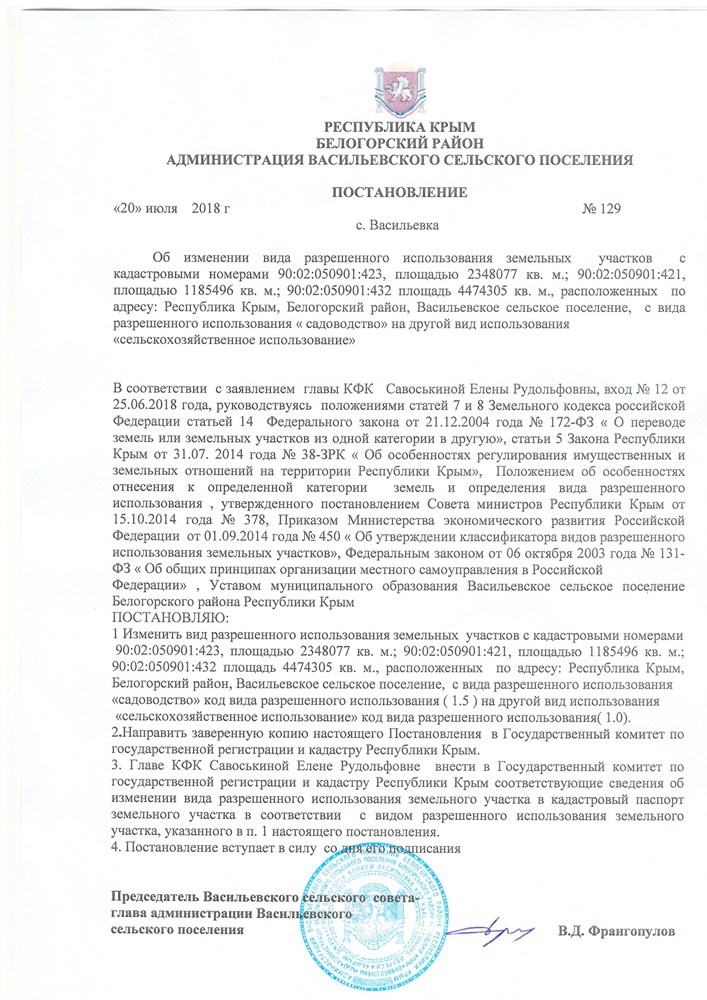 РЕСПУБЛИКА КРЫМ
БЕЛОГОРСКИЙ РАЙОН
АДМИНИСТРАЦИЯ ВАСИЛЬЕВСКОГО СЕЛЬСКОГО ПОСЕЛЕНИЯ
ПОСТАНОВЛЕНИЕ
«20» июля 2018 г № 129
с. Васильевка
Об изменении вида разрешенного использования земельных участков с
кадастровыми номерами 90:02:050901:423, площадью 2348077 кв. м.; 90:02:050901:421,
площадью 1185496 кв. м.; 90:02:050901:432 площадь 4474305 кв. м., расположенных по
адресу: Республика Крым, Белогорский район, Васильевское сельское поселение, с вида
разрешенного использования « садоводство» на другой вид использования
«сельскохозяйственное использование»
В соответствии с заявлением главы КФК Савоськиной Елены Рудольфовны, вход № 12 от
25.06.2018 года, руководствуясь положениями статей 7 и 8 Земельного кодекса российской
Федерации статьей 14 Федерального закона от 21.12.2004 года № 172-ФЗ « О переводе
земель или земельных участков из одной категории в другую», статьи 5 Закона Республики
Крым от 31.07. 2014 года № 38-ЗРК « Об особенностях регулирования имущественных и
земельных отношений на территории Республики Крым», Положением об особенностях
отнесения к определенной категории земель и определения вида разрешенного
использования , утвержденного постановлением Совета министров Республики Крым от
15.10.2014 года № 378, Приказом Министерства экономического развития Российской
Федерации от 01.09.2014 года № 450 « Об утверждении классификатора видов разрешенного
использования земельных участков», Федеральным законом от 06 октября 2003 года № 131-
ФЗ « Об общих принципах организации местного самоуправления в Российской
Федерации» , Уставом муниципального образования Васильевское сельское поселение
Белогорского района Республики Крым
ПОСТАНОВЛЯЮ:
1 Изменить вид разрешенного использования земельных участков с кадастровыми номерами
90:02:050901:423, площадью 2348077 кв. м.; 90:02:050901:421, площадью 1185496 кв. м.;
90:02:050901:432 площадь 4474305 кв. м., расположенных по адресу: Республика Крым,
Белогорский район, Васильевское сельское поселение, с вида разрешенного использования
«садоводство» код вида разрешенного использования ( 1.5 ) на другой вид использования
«сельскохозяйственное использование» код вида разрешенного использования( 1.0).
2.Направить заверенную копию настоящего Постановления в Государственный комитет по
государственной регистрации и кадастру Республики Крым.
3. Главе КФК Савоськиной Елене Рудольфовне внести в Государственный комитет по
государственной регистрации и кадастру Республики Крым соответствующие сведения об
изменении вида разрешенного использования земельного участка в кадастровый паспорт
земельного участка в соответствии с видом разрешенного использования земельного
участка, указанного в п. 1 настоящего постановления.
4. Постановление вступает в силу со дня его подписания
Председатель Васильевского сельского совета-
глава администрации Васильевского
сельского поселения В.Д. Франгопулов